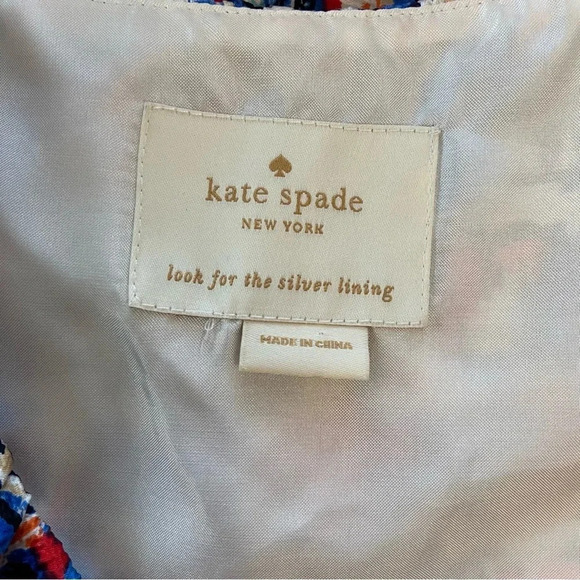 kate spade
NEW YORK
look for the silver lining
MADE IN CHINA